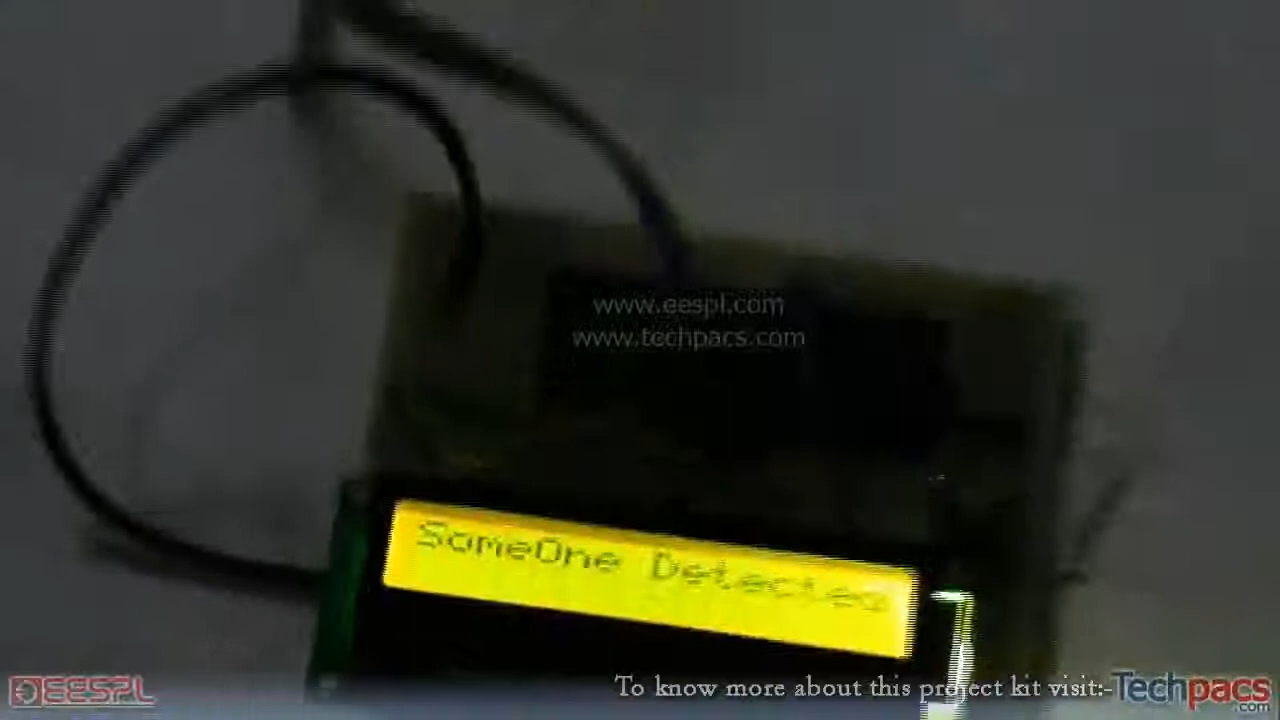 www.eespl.com
www.techpacs.com
SomeOne Detected
EESPL
To know more about this project kit visit:-Techpacs
.com